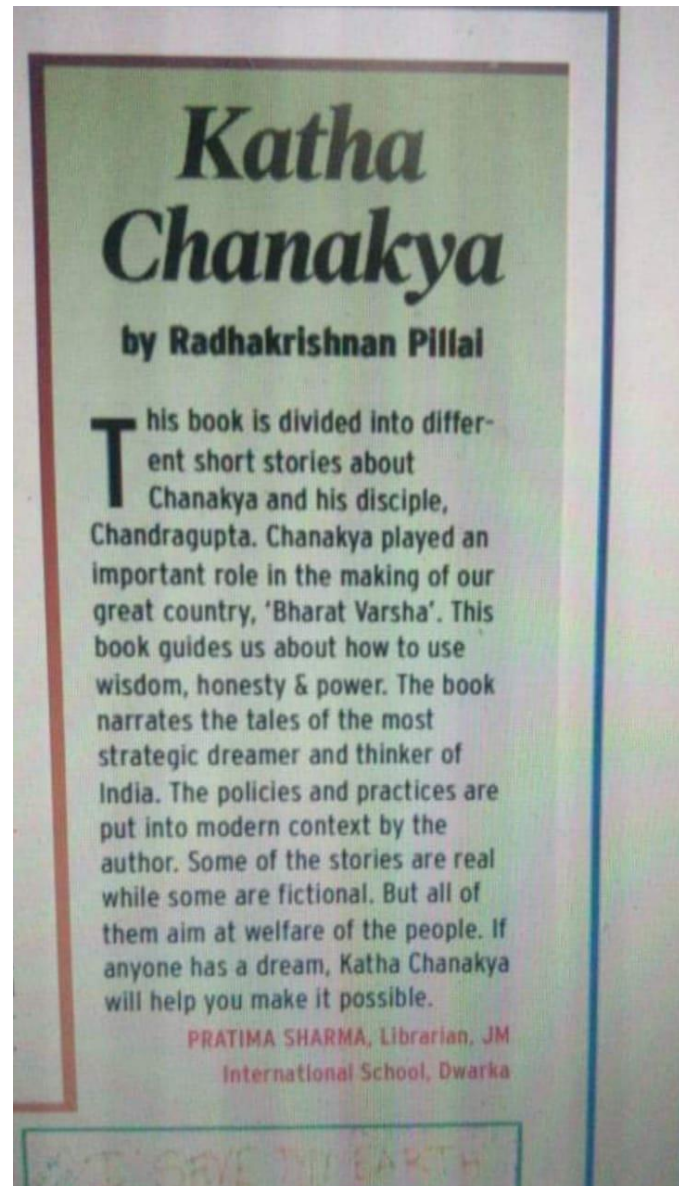 Katha
Chanakya
by Radhakrishnan Pillai
This book is divided into differ-
ent short stories about
Chanakya and his disciple,
Chandragupta. Chanakya played an
important role in the making of our
great country, 'Bharat Varsha'. This
book guides us about how to use
wisdom, honesty & power. The book
narrates the tales of the most
strategic dreamer and thinker of
India. The policies and practices are
put into modern context by the
author. Some of the stories are real
while some are fictional. But all of
them aim at welfare of the people. If
anyone has a dream, Katha Chanakya
will help you make it possible.
PRATIMA SHARMA, Librarian, JM
International School, Dwarka
SAVE EARTH